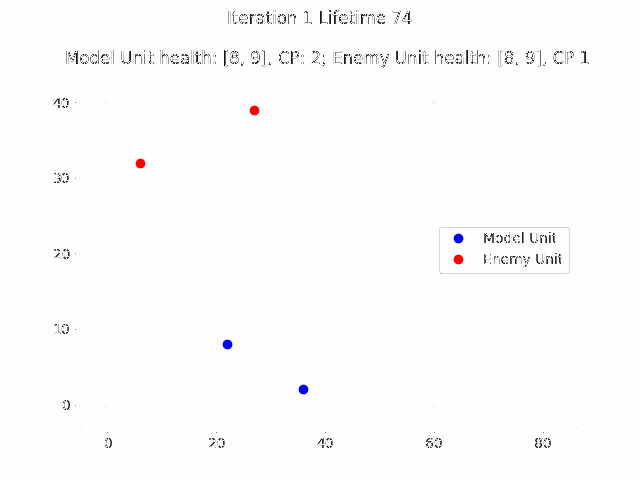 Iteration 1 Lifetime 74
Model Unit health: [8, 9], CP: 2; Enemy Unit health: [8, 9], CP 1
40
30
20
10
0
Model Unit
Enemy Unit
0 20 40 60 80